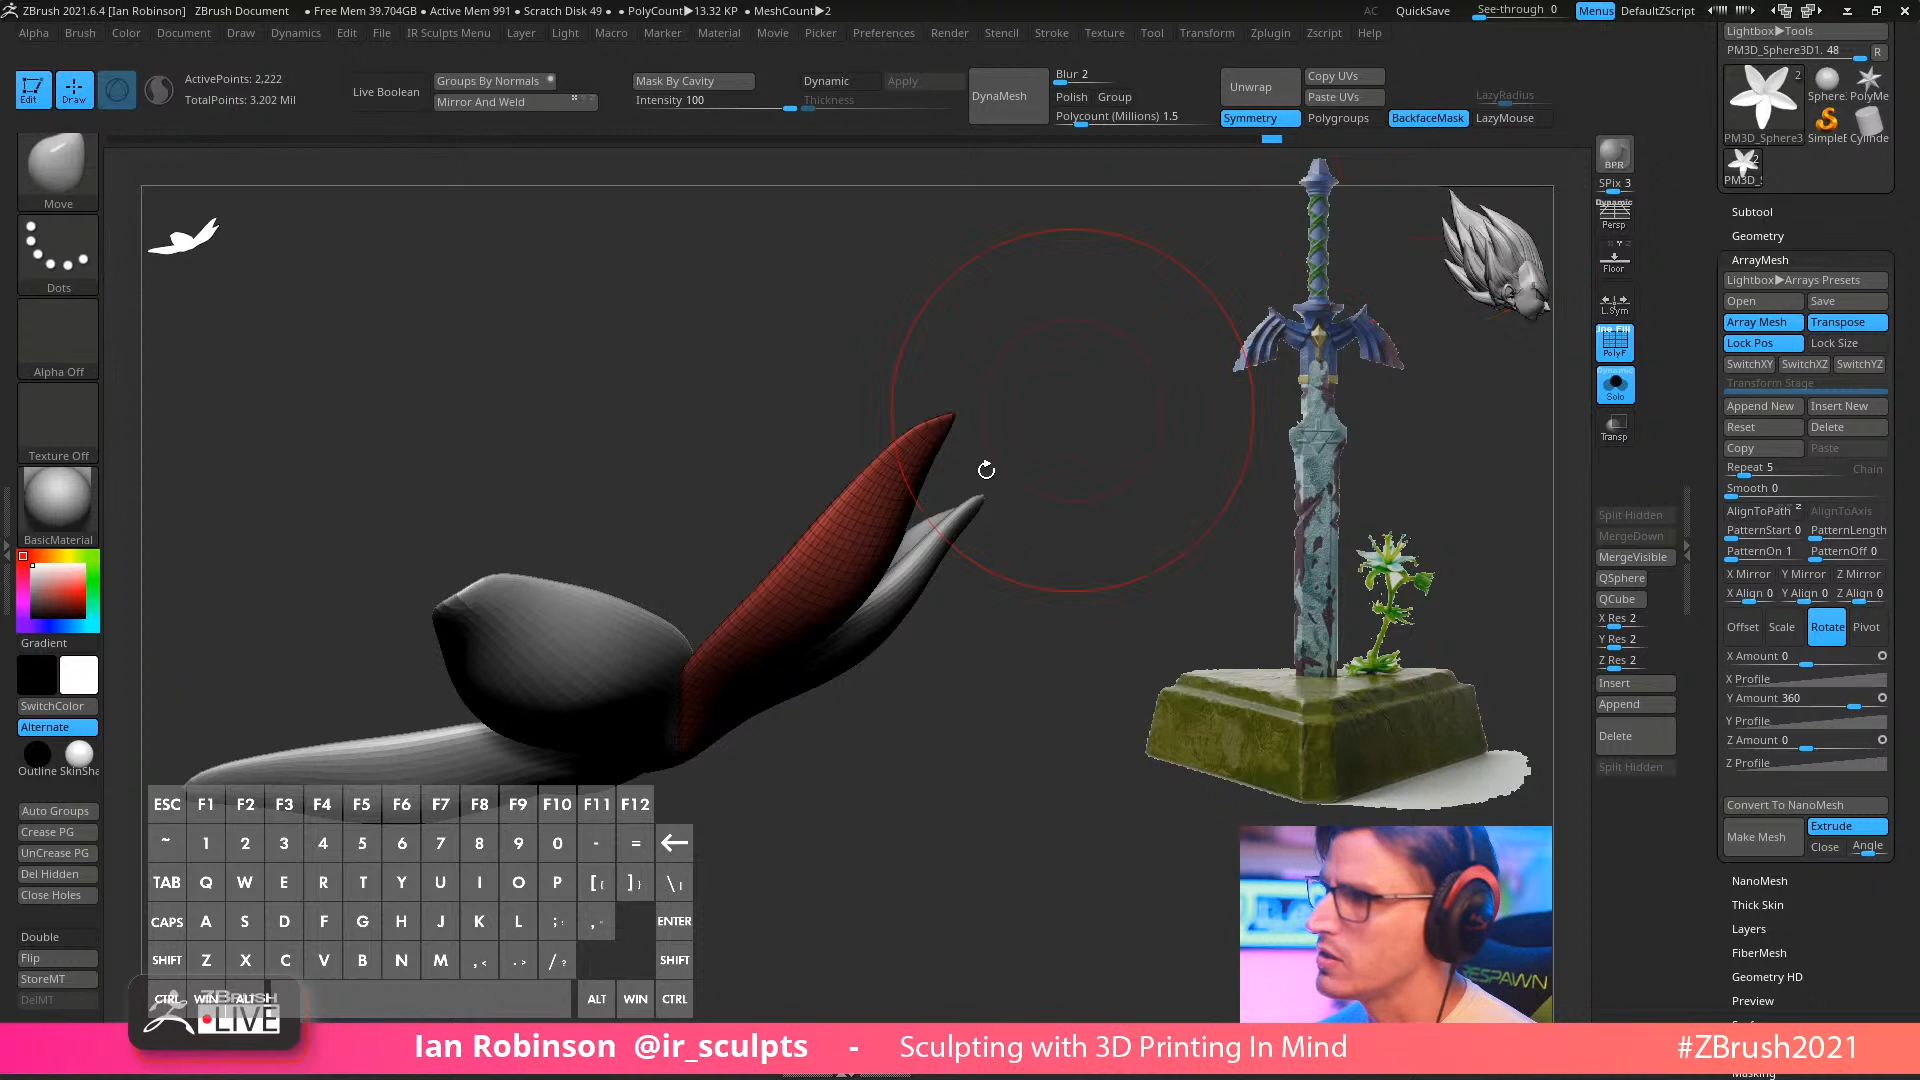 ZBrush 2021.6.4 [Ian Robinson] ZBrush Document • Free Mem 39.704GB • Active Mem 991 • Scratch Disk 49 • PolyCount▶13.32 KP • MeshCount▶2
AC QuickSave See-through 0 Menus DefaultZScript
Alpha Brush Color Document Draw Dynamics Edit File IR Sculpts Menu Layer Light Macro Marker Material Movie Picker Preferences Render Stencil Stroke Texture Tool Transform Zplugin Zscript Help
Edit Draw
ActivePoints: 2,222
TotalPoints: 3.202 Mil
Live Boolean
Groups By Normals
Mirror And Weld
Mask By Cavity
Intensity 100
Dynamic Apply
Thickness
DynaMesh
Blur 2
Polish Group
Polycount (Millions) 1.5
Unwrap
Copy UVs
Paste UVs
Symmetry Polygroups BackfaceMask LazyMouse
LazyRadius
Move
Dots
Alpha Off
Texture Off
BasicMaterial
Gradient
SwitchColor
Alternate
Outline SkinSha
Auto Groups
Crease PG
UnCrease PG
Del Hidden
Close Holes
Double
Flip
StoreMT
DelMT
BPR
SPix 3
Dynamic
Persp
Floor
L.Sym
Line Fill
PolyF
Dynamic
Solo
Transp
Split Hidden
MergeDown
MergeVisible
QSphere
QCube
X Res 2
Y Res 2
Z Res 2
Insert
Append
Delete
Split Hidden
Lightbox▶Tools
PM3D_Sphere3D1. 48 R
2
Sphere. PolyMe
PM3D_Sphere3 SimpleE Cylinde
2
PM3D_S
Subtool
Geometry
ArrayMesh
Lightbox▶Arrays Presets
Open Save
Array Mesh Transpose
Lock Pos Lock Size
SwitchXY SwitchXZ SwitchYZ
Transform Stage
Append New Insert New
Reset Delete
Copy Paste
Repeat 5 Chain
Smooth 0
AlignToPath AlignToAxis
PatternStart 0 PatternLength
PatternOn 1 PatternOff 0
X Mirror Y Mirror Z Mirror
X Align 0 Y Align 0 Z Align 0
Offset Scale Rotate Pivot
X Amount 0
X Profile
Y Amount 360
Y Profile
Z Amount 0
Z Profile
Convert To NanoMesh
Make Mesh Extrude
Close Angle
NanoMesh
Thick Skin
Layers
FiberMesh
Geometry HD
Preview
ESC F1 F2 F3 F4 F5 F6 F7 F8 F9 F10 F11 F12
~ 1 2 3 4 5 6 7 8 9 0 - =
TAB Q W E R T Y U I O P [{ ]} \|
CAPS A S D F G H J K L ;: ,. ENTER
SHIFT Z X C V B N M ,< .> /? SHIFT
CTRL WIN ALT ALT WIN CTRL
ZBRUSH
LIVE
RESPAWN
Ian Robinson @ir_sculpts - Sculpting with 3D Printing In Mind #ZBrush2021